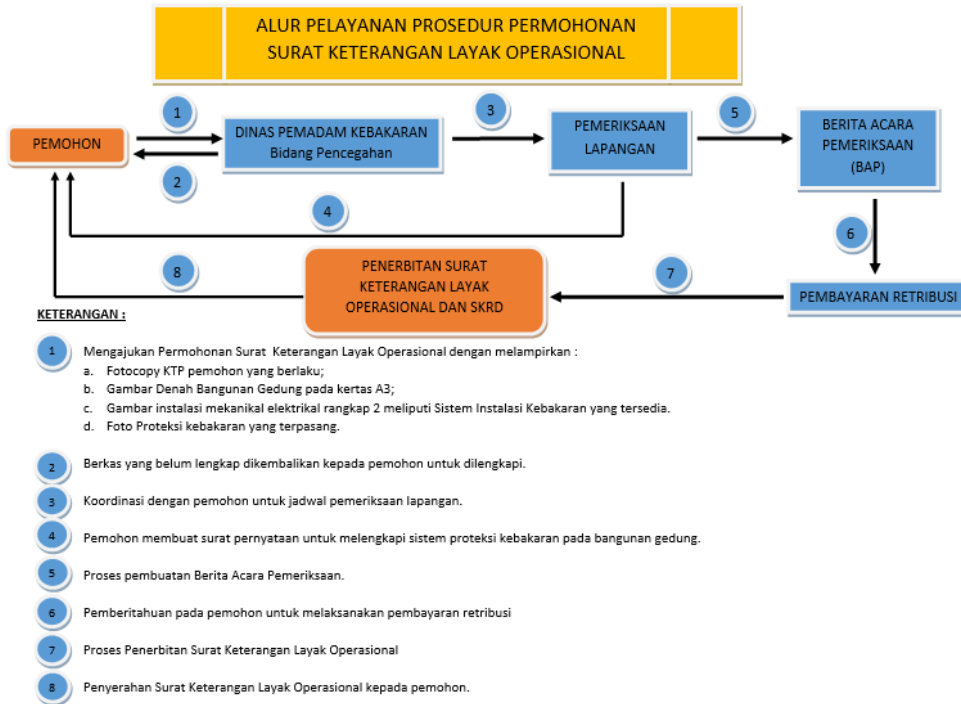 ALUR PELAYANAN PROSEDUR PERMOHONAN
SURAT KETERANGAN LAYAK OPERASIONAL
1
3
5
PEMOHON
DINAS PEMADAM KEBAKARAN
Bidang Pencegahan
PEMERIKSAAN
LAPANGAN
BERITA ACARA
PEMERIKSAAN
(BAP)
2
4
6
8
PENERBITAN SURAT
KETERANGAN LAYAK
OPERASIONAL DAN SKRD
7
PEMBAYARAN RETRIBUSI
KETERANGAN :
1 Mengajukan Permohonan Surat Keterangan Layak Operasional dengan melampirkan :
a. Fotocopy KTP pemohon yang berlaku;
b. Gambar Denah Bangunan Gedung pada kertas A3;
c. Gambar instalasi mekanikal elektrikal rangkap 2 meliputi Sistem Instalasi Kebakaran yang tersedia.
d. Foto Proteksi kebakaran yang terpasang.
2 Berkas yang belum lengkap dikembalikan kepada pemohon untuk dilengkapi.
3 Koordinasi dengan pemohon untuk jadwal pemeriksaan lapangan.
4 Pemohon membuat surat pernyataan untuk melengkapi sistem proteksi kebakaran pada bangunan gedung.
5 Proses pembuatan Berita Acara Pemeriksaan.
6 Pemberitahuan pada pemohon untuk melaksanakan pembayaran retribusi
7 Proses Penerbitan Surat Keterangan Layak Operasional
8 Penyerahan Surat Keterangan Layak Operasional kepada pemohon.